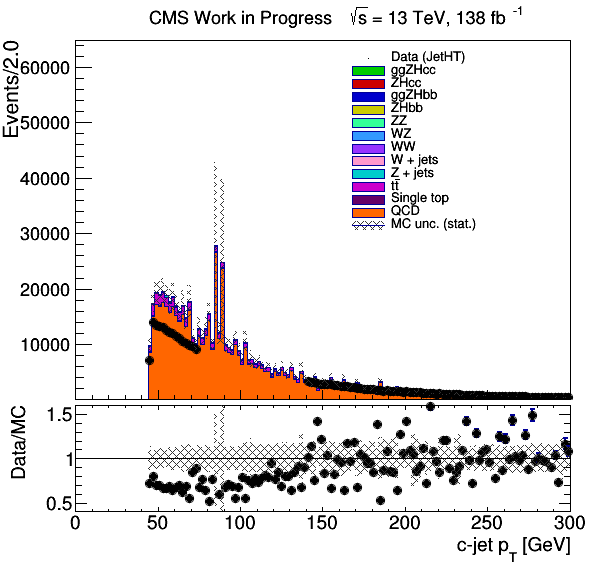 CMS Work in Progress √s = 13 TeV, 138 fb -1
Events/2.0
60000
50000
40000
30000
20000
10000
Data (JetHT)
ggZHcc
ZHcc
ggZHbb
ZHbb
ZZ
WZ
WW
W + jets
Z + jets
tt̄
Single top
QCD
MC unc. (stat.)
Data/MC
1.5
1
0.5
0 50 100 150 200 250 300
c-jet pT [GeV]